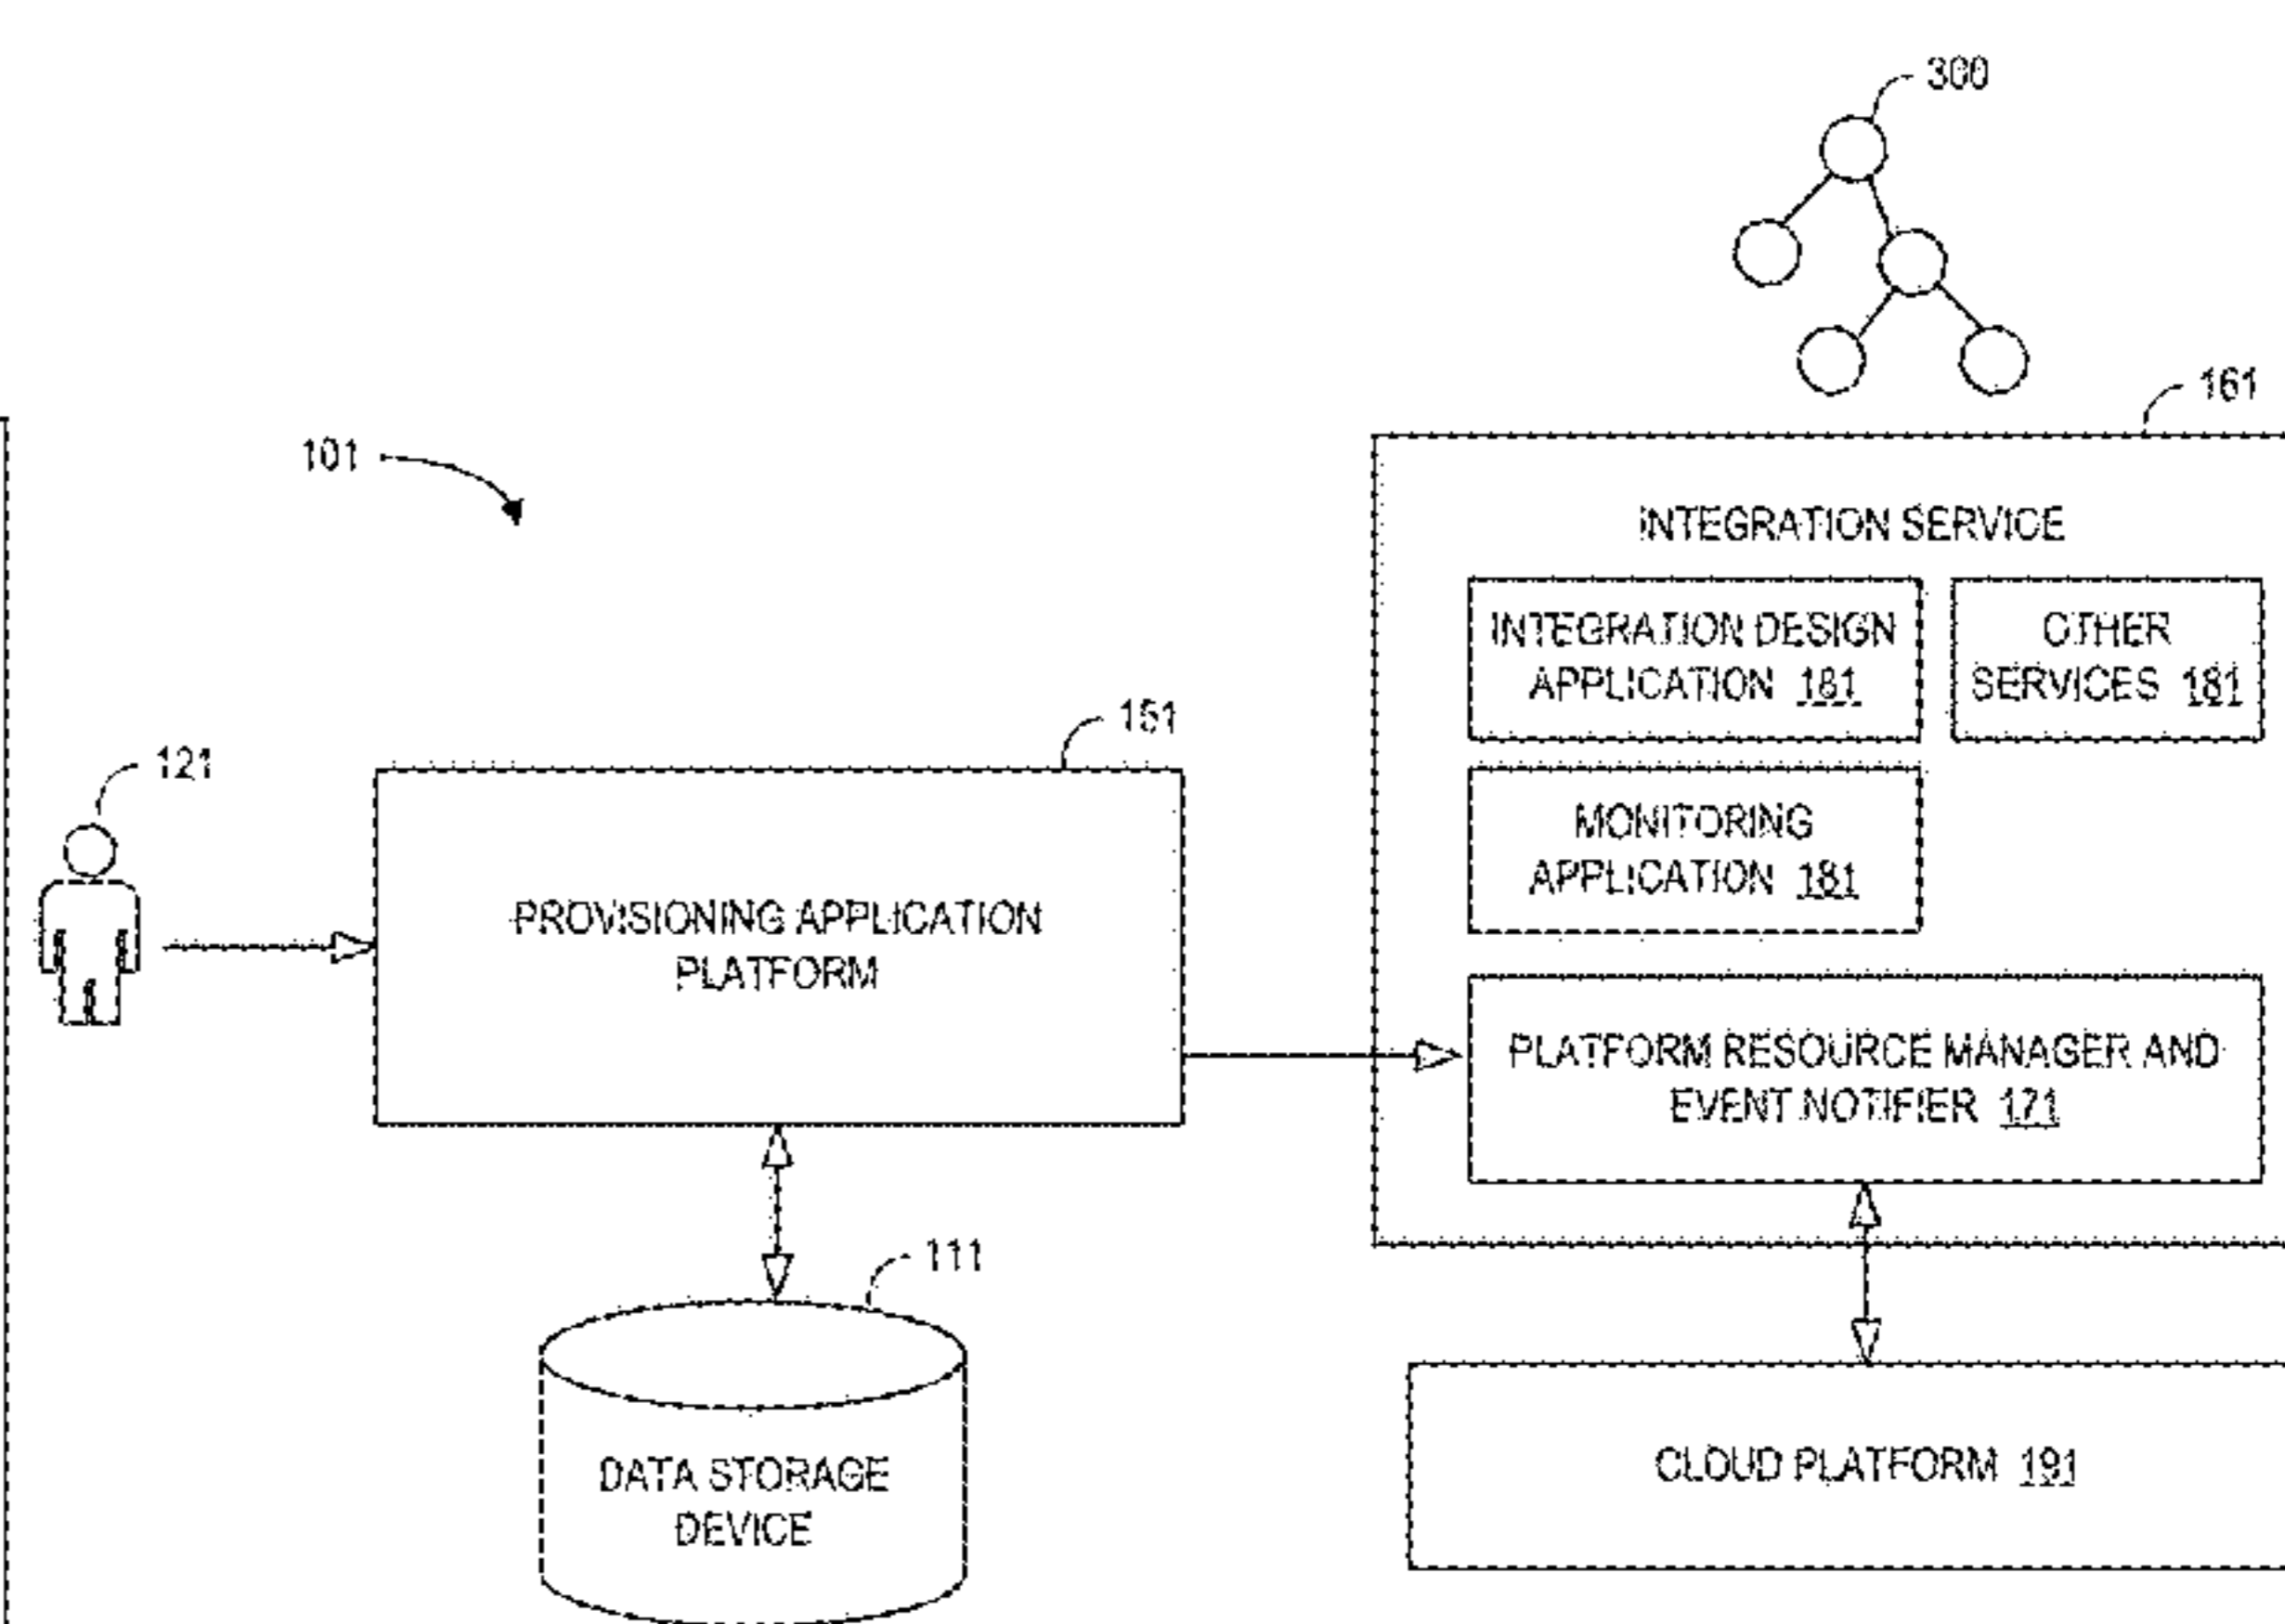 300
161
101
INTEGRATION SERVICE
INTEGRATION DESIGN
APPLICATION 181
OTHER
SERVICES 181
151
121
MONITORING
APPLICATION 181
PROVISIONING APPLICATION
PLATFORM
PLATFORM RESOURCE MANAGER AND
EVENT NOTIFIER 171
111
DATA STORAGE
DEVICE
CLOUD PLATFORM 191